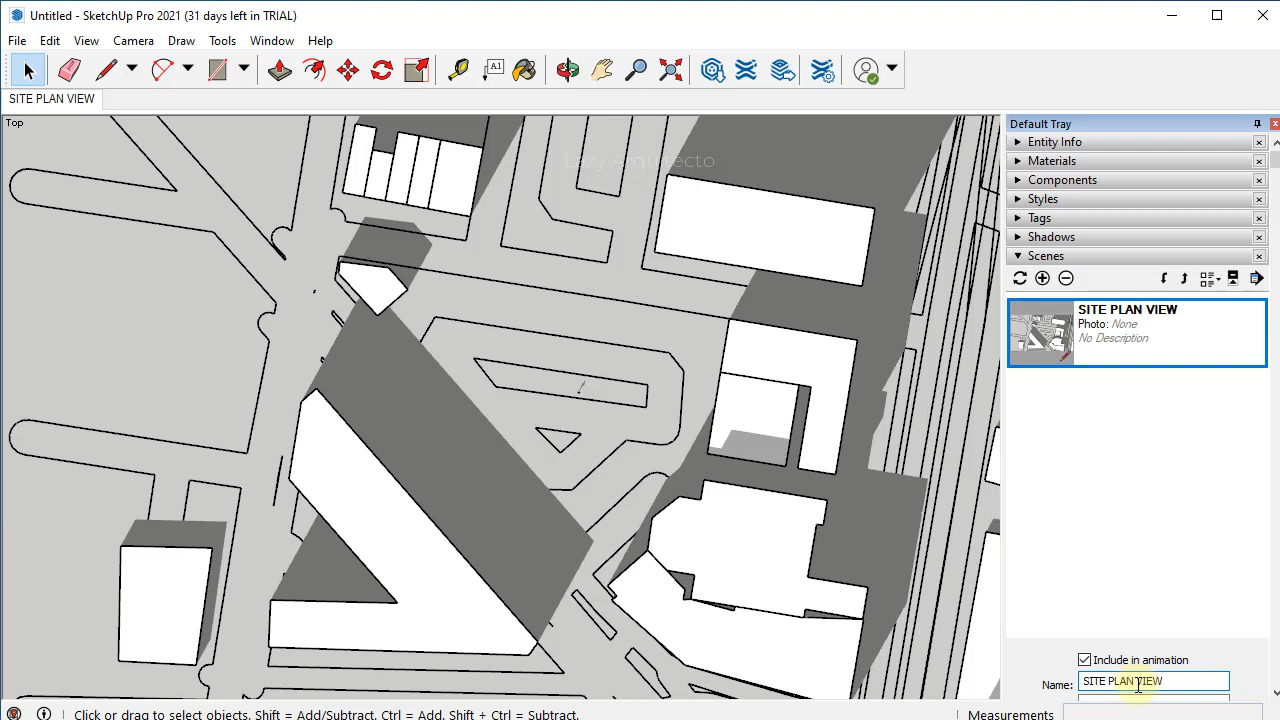 Untitled - SketchUp Pro 2021 (31 days left in TRIAL)
File Edit View Camera Draw Tools Window Help
A1
SITE PLAN VIEW
Top
Lazy Arquitecto
Default Tray
Entity Info
Materials
Components
Styles
Tags
Shadows
Scenes
SITE PLAN VIEW
Photo: None
No Description
Include in animation
Name: SITE PLAN VIEW
Click or drag to select objects. Shift = Add/Subtract. Ctrl = Add. Shift + Ctrl = Subtract.
Measurements